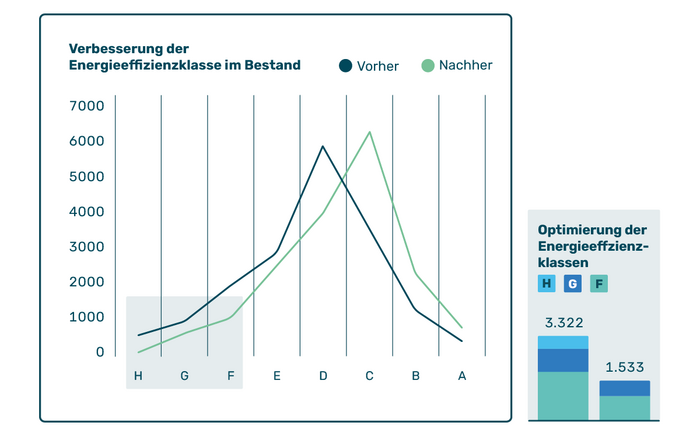 Verbesserung der
Energieeffizienzklasse im Bestand
Vorher
Nachher
7000
6000
5000
4000
3000
2000
1000
0
H G F E D C B A
Optimierung der
Energieeffzienz-
klassen
H G F
3.322
1.533